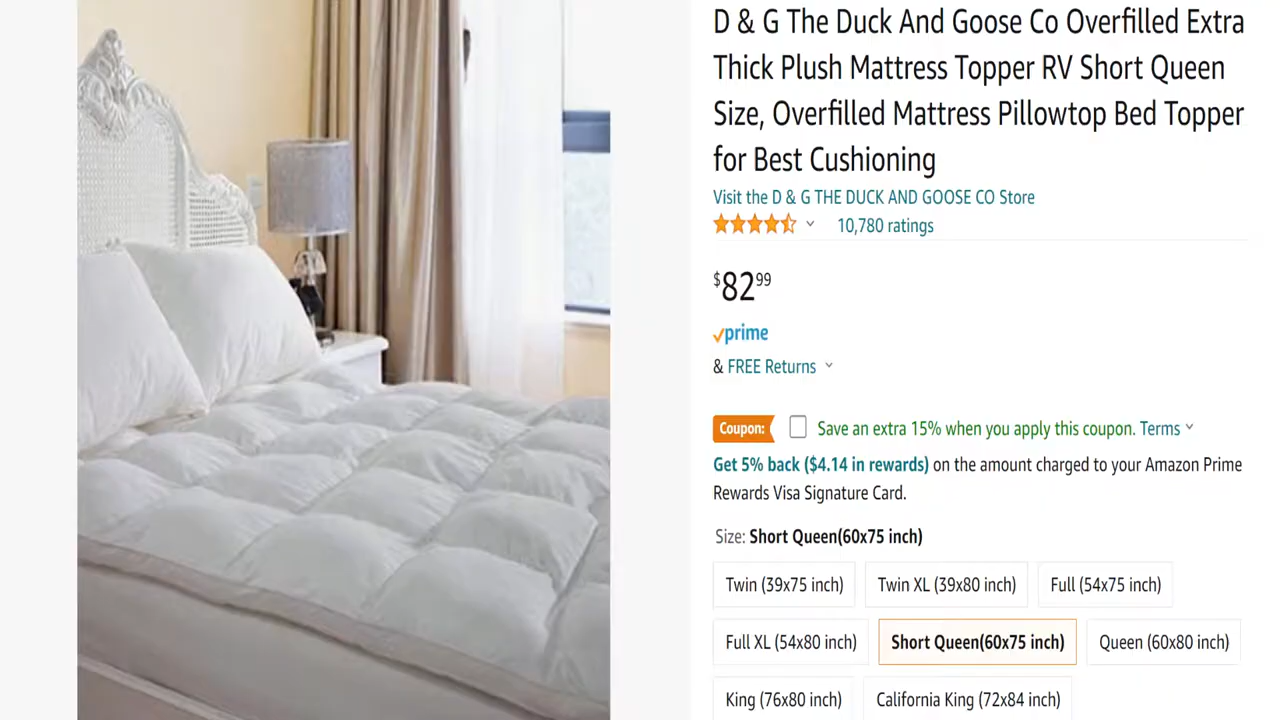 D & G The Duck And Goose Co Overfilled Extra
Thick Plush Mattress Topper RV Short Queen
Size, Overfilled Mattress Pillowtop Bed Topper
for Best Cushioning
Visit the D & G THE DUCK AND GOOSE CO Store
10,780 ratings
$8299
prime
& FREE Returns
Coupon: Save an extra 15% when you apply this coupon. Terms
Get 5% back ($4.14 in rewards) on the amount charged to your Amazon Prime
Rewards Visa Signature Card.
Size: Short Queen(60x75 inch)
Twin (39x75 inch) Twin XL (39x80 inch) Full (54x75 inch)
Full XL (54x80 inch) Short Queen(60x75 inch) Queen (60x80 inch)
King (76x80 inch) California King (72x84 inch)